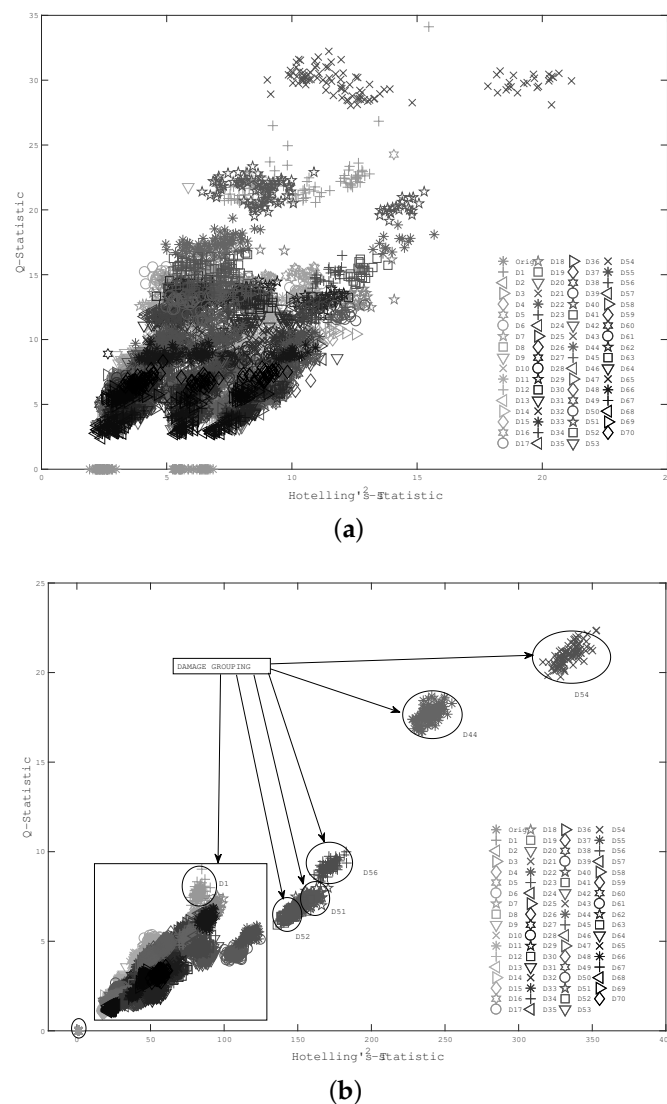 35
30
25
20
15
10
5
0
Q-Statistic
Orig D18 D36 D54
D1 D19 D37 D55
D2 D20 D38 D56
D3 D21 D39 D57
D4 D22 D40 D58
D5 D23 D41 D59
D6 D24 D42 D60
D7 D25 D43 D61
D8 D26 D44 D62
D9 D27 D45 D63
D10 D28 D46 D64
D11 D29 D47 D65
D12 D30 D48 D66
D13 D31 D49 D67
D14 D32 D50 D68
D15 D33 D51 D69
D16 D34 D52 D70
D17 D35 D53
0 5 10 15 20 25
Hotelling's T²-Statistic
(a)
25
20
15
10
5
0
Q-Statistic
DAMAGE GROUPING
D54
D44
D56
D1
D51
D52
Orig D18 D36 D54
D1 D19 D37 D55
D2 D20 D38 D56
D3 D21 D39 D57
D4 D22 D40 D58
D5 D23 D41 D59
D6 D24 D42 D60
D7 D25 D43 D61
D8 D26 D44 D62
D9 D27 D45 D63
D10 D28 D46 D64
D11 D29 D47 D65
D12 D30 D48 D66
D13 D31 D49 D67
D14 D32 D50 D68
D15 D33 D51 D69
D16 D34 D52 D70
D17 D35 D53
0 50 100 150 200 250 300 350 400
Hotelling's T²-Statistic
(b)